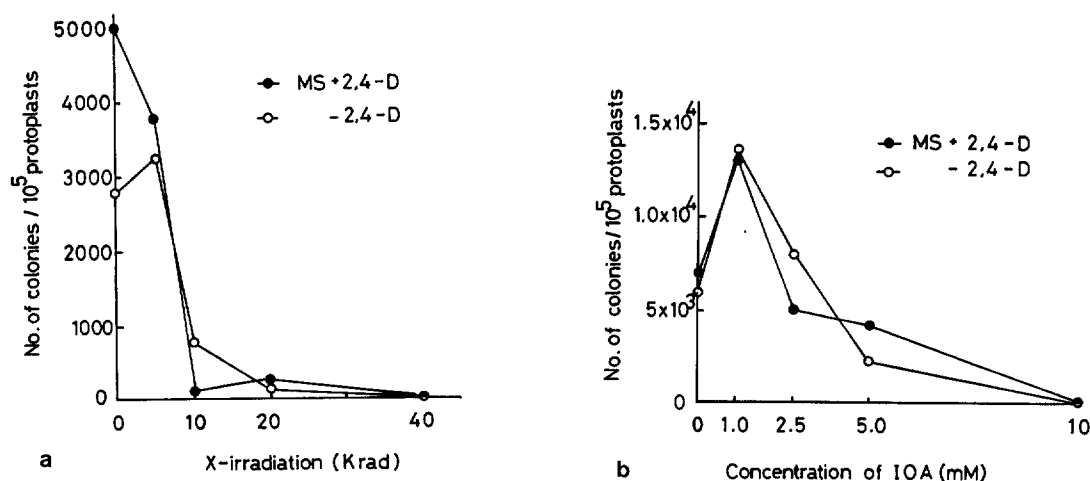 No. of colonies / 10⁵ protoplasts
5000
4000
3000
2000
1000
0
MS + 2,4-D
- 2,4-D
0 10 20 40
X-irradiation (Krad)
a
No. of colonies / 10⁵ protoplasts
1.5x10⁴
1.0x10⁴
5x10³
0
MS + 2,4-D
- 2,4-D
0 1.0 2.5 5.0 10
Concentration of IOA (mM)
b